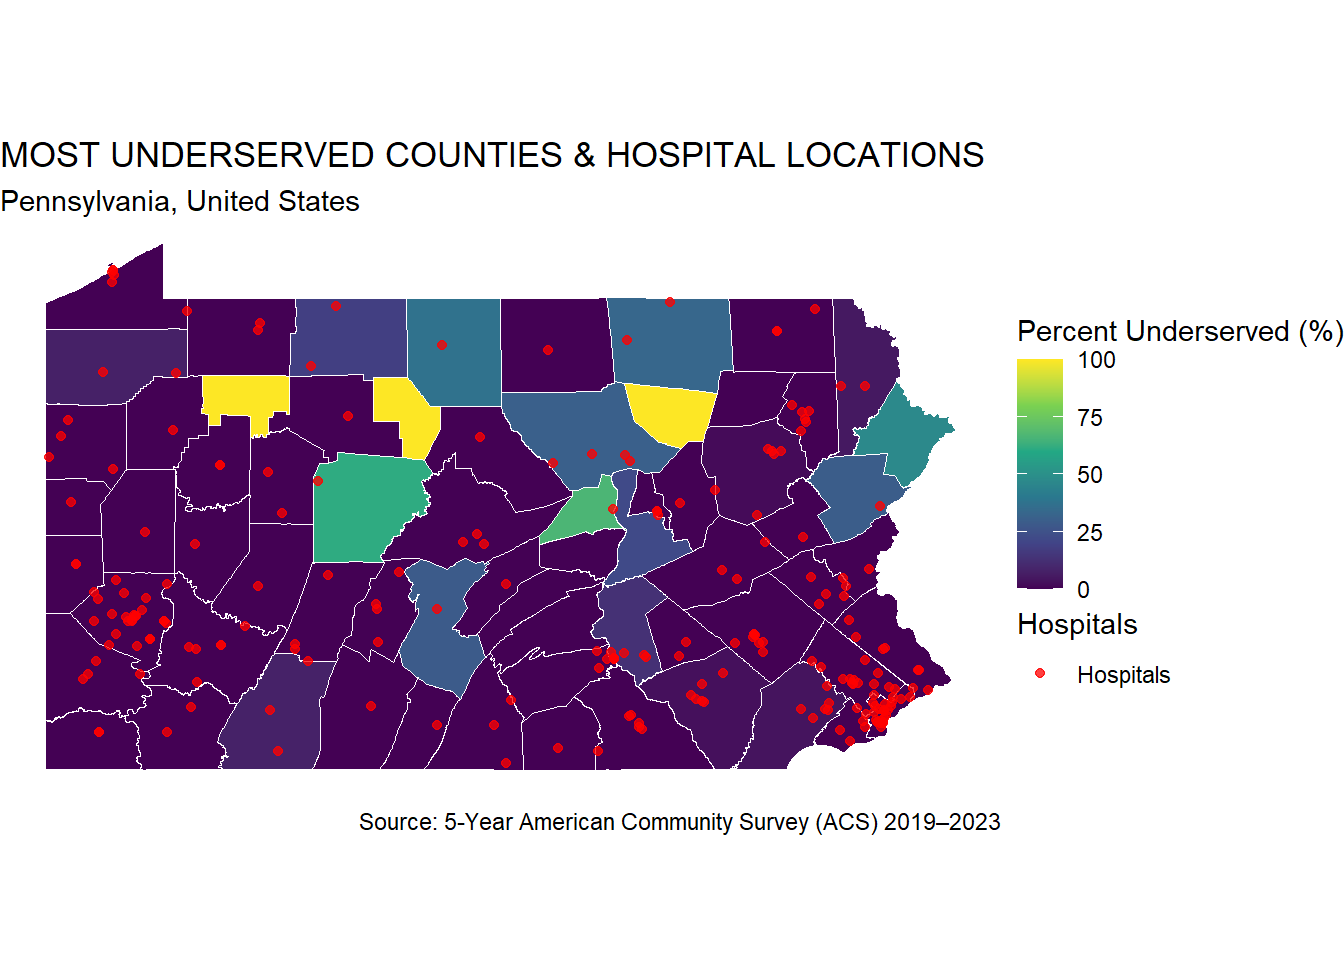 MOST UNDERSERVED COUNTIES & HOSPITAL LOCATIONS
Pennsylvania, United States
Percent Underserved (%)
100
75
50
25
0
Hospitals
Hospitals
Source: 5-Year American Community Survey (ACS) 2019–2023